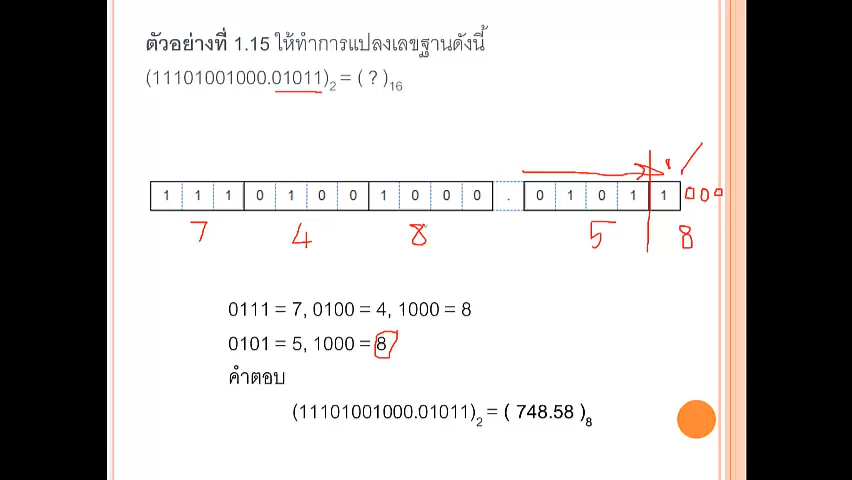 ตัวอย่างที่ 1.15 ให้ทำการแปลงเลขฐานดังนี้
(11101001000.01011)2 = ( ? )16
1 1 1 0 1 0 0 1 0 0 0 . 0 1 0 1 1 0 0 0
7 4 8 5 8
0111 = 7, 0100 = 4, 1000 = 8
0101 = 5, 1000 = 8
คำตอบ
(11101001000.01011)2 = ( 748.58 )8